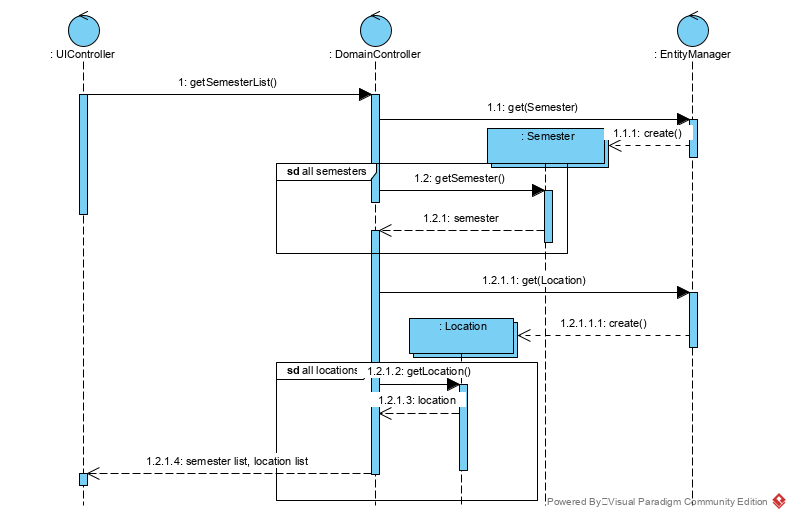 : UIController
: DomainController
: EntityManager
1: getSemesterList()
1.1: get(Semester)
: Semester
1.1.1: create()
sd all semesters
1.2: getSemester()
1.2.1: semester
1.2.1.1: get(Location)
: Location
1.2.1.1.1: create()
sd all locations
1.2.1.2: getLocation()
1.2.1.3: location
1.2.1.4: semester list, location list
Powered By Visual Paradigm Community Edition